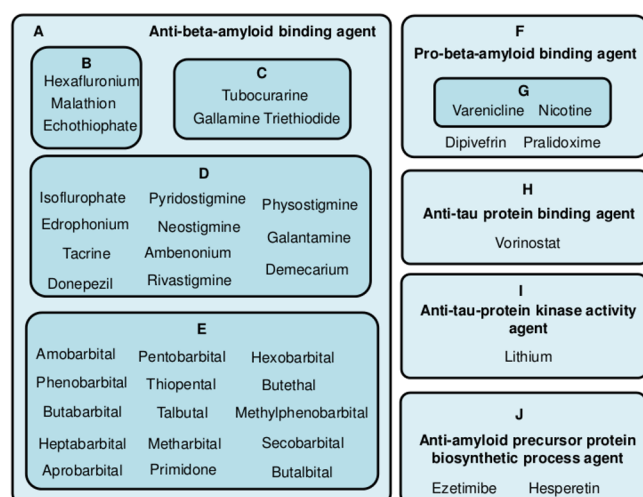 A Anti-beta-amyloid binding agent
B
Hexafluronium
Malathion
Echothiophate
C
Tubocurarine
Gallamine Triethiodide
D
Isoflurophate Pyridostigmine Physostigmine
Edrophonium Neostigmine Galantamine
Tacrine Ambenonium Demecarium
Donepezil Rivastigmine
E
Amobarbital Pentobarbital Hexobarbital
Phenobarbital Thiopental Butethal
Butabarbital Talbutal Methylphenobarbital
Heptabarbital Metharbital Secobarbital
Aprobarbital Primidone Butalbital
F
Pro-beta-amyloid binding agent
G
Varenicline Nicotine
Dipivefrin Pralidoxime
H
Anti-tau protein binding agent
Vorinostat
I
Anti-tau-protein kinase activity
agent
Lithium
J
Anti-amyloid precursor protein
biosynthetic process agent
Ezetimibe Hesperetin